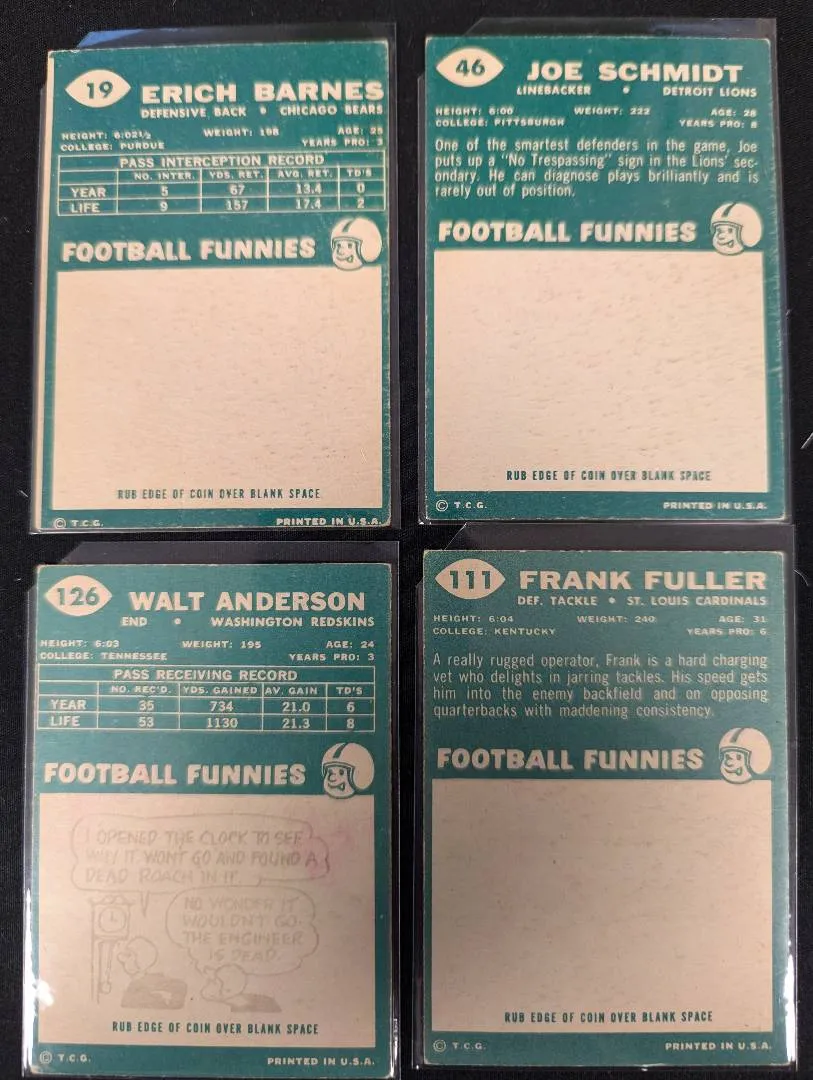 19
ERICH BARNES
DEFENSIVE BACK • CHICAGO BEARS
HEIGHT: 6:02½ WEIGHT: 198 AGE: 25
COLLEGE: PURDUE YEARS PRO: 3
PASS INTERCEPTION RECORD
NO. INTER. YDS. RET. AVG. RET. TD'S
YEAR 5 67 13.4 0
LIFE 9 157 17.4 2
FOOTBALL FUNNIES
RUB EDGE OF COIN OVER BLANK SPACE
© T.C.G. PRINTED IN U.S.A.
46
JOE SCHMIDT
LINEBACKER • DETROIT LIONS
HEIGHT: 6:00 WEIGHT: 222 AGE: 28
COLLEGE: PITTSBURGH YEARS PRO: 8
One of the smartest defenders in the game, Joe
puts up a "No Trespassing" sign in the Lions' sec-
ondary. He can diagnose plays brilliantly and is
rarely out of position.
FOOTBALL FUNNIES
RUB EDGE OF COIN OVER BLANK SPACE
© T.C.G. PRINTED IN U.S.A.
126
WALT ANDERSON
END • WASHINGTON REDSKINS
HEIGHT: 6:03 WEIGHT: 195 AGE: 24
COLLEGE: TENNESSEE YEARS PRO: 3
PASS RECEIVING RECORD
NO. REC'D. YDS. GAINED AV. GAIN TD'S
YEAR 35 734 21.0 6
LIFE 53 1130 21.3 8
FOOTBALL FUNNIES
I OPENED THE CLOCK TO SEE
WHY IT WONT GO AND FOUND A
DEAD ROACH IN IT.
NO WONDER IT
WOULDN'T GO-
THE ENGINEER
IS DEAD.
RUB EDGE OF COIN OVER BLANK SPACE
© T.C.G. PRINTED IN U.S.A.
111
FRANK FULLER
DEF. TACKLE • ST. LOUIS CARDINALS
HEIGHT: 6:04 WEIGHT: 240 AGE: 31
COLLEGE: KENTUCKY YEARS PRO: 6
A really rugged operator, Frank is a hard charging
vet who delights in jarring tackles. His speed gets
him into the enemy backfield and on opposing
quarterbacks with maddening consistency.
FOOTBALL FUNNIES
RUB EDGE OF COIN OVER BLANK SPACE
© T.C.G. PRINTED IN U.S.A.